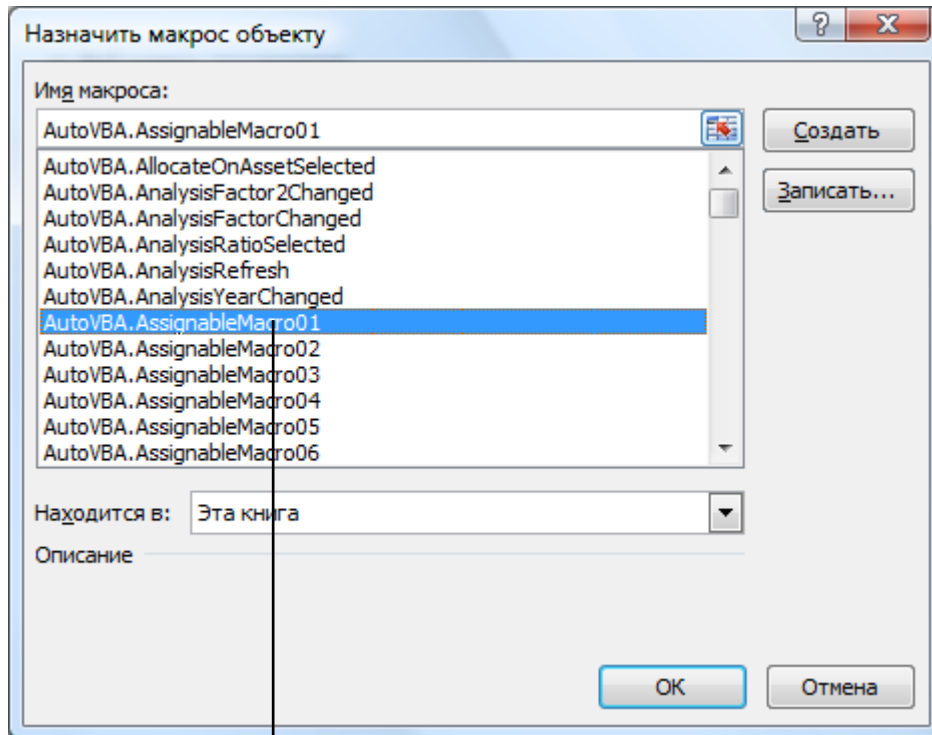 Назначить макрос объекту
Имя макроса:
AutoVBA.AssignableMacro01
Создать
AutoVBA.AllocateOnAssetSelected
AutoVBA.AnalysisFactor2Changed
Записать...
AutoVBA.AnalysisFactorChanged
AutoVBA.AnalysisRatioSelected
AutoVBA.AnalysisRefresh
AutoVBA.AnalysisYearChanged
AutoVBA.AssignableMacro01
AutoVBA.AssignableMacro02
AutoVBA.AssignableMacro03
AutoVBA.AssignableMacro04
AutoVBA.AssignableMacro05
AutoVBA.AssignableMacro06
Находится в: Эта книга
Описание
ОК Отмена